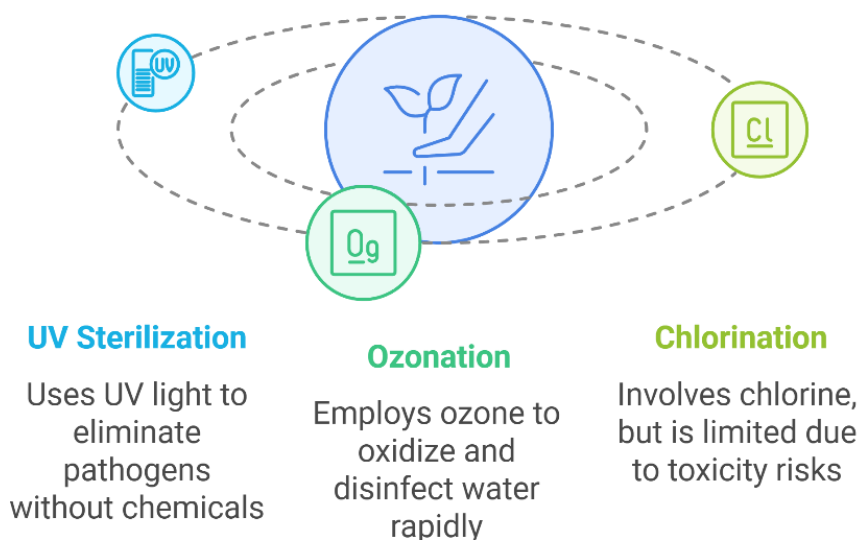 UV
Cl
Og
UV Sterilization
Uses UV light to
eliminate
pathogens
without chemicals
Ozonation
Employs ozone to
oxidize and
disinfect water
rapidly
Chlorination
Involves chlorine,
but is limited due
to toxicity risks